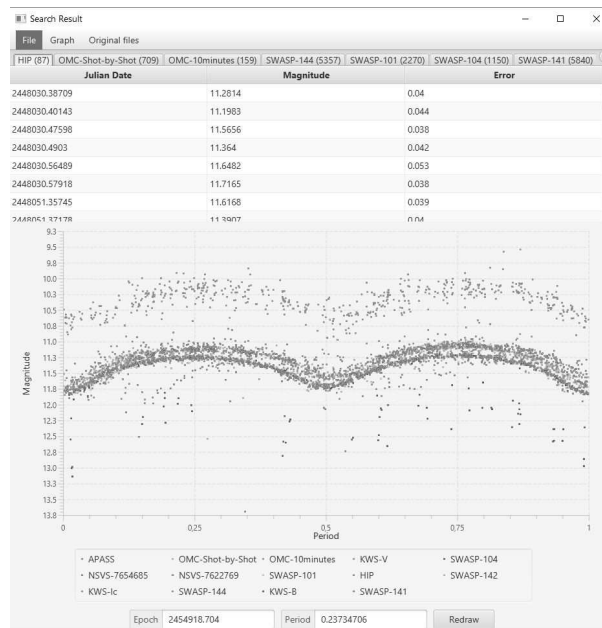 Search Result
File Graph Original files
HIP (87) OMC-Shot-by-Shot (709) OMC-10minutes (159) SWASP-144 (5357) SWASP-101 (2270) SWASP-104 (1150) SWASP-141 (5840)
Julian Date Magnitude Error
2448030.38709 11.2814 0.04
2448030.40143 11.1983 0.044
2448030.47598 11.5656 0.038
2448030.4903 11.364 0.042
2448030.56489 11.6482 0.053
2448030.57918 11.7165 0.038
2448051.35745 11.6168 0.039
2448051.37178 11.3907 0.04
9.3
9.5
9.8
10.0
10.3
10.5
10.8
11.0
11.3
11.5
11.8
12.0
12.3
12.5
12.8
13.0
13.3
13.5
13.8
Magnitude
0 0,25 0,5 0,75 1
Period
APASS OMC-Shot-by-Shot OMC-10minutes KWS-V SWASP-104
NSVS-7654685 NSVS-7622769 SWASP-101 HIP SWASP-142
KWS-Ic SWASP-144 KWS-B SWASP-141
Epoch 2454918.704 Period 0.23734706 Redraw